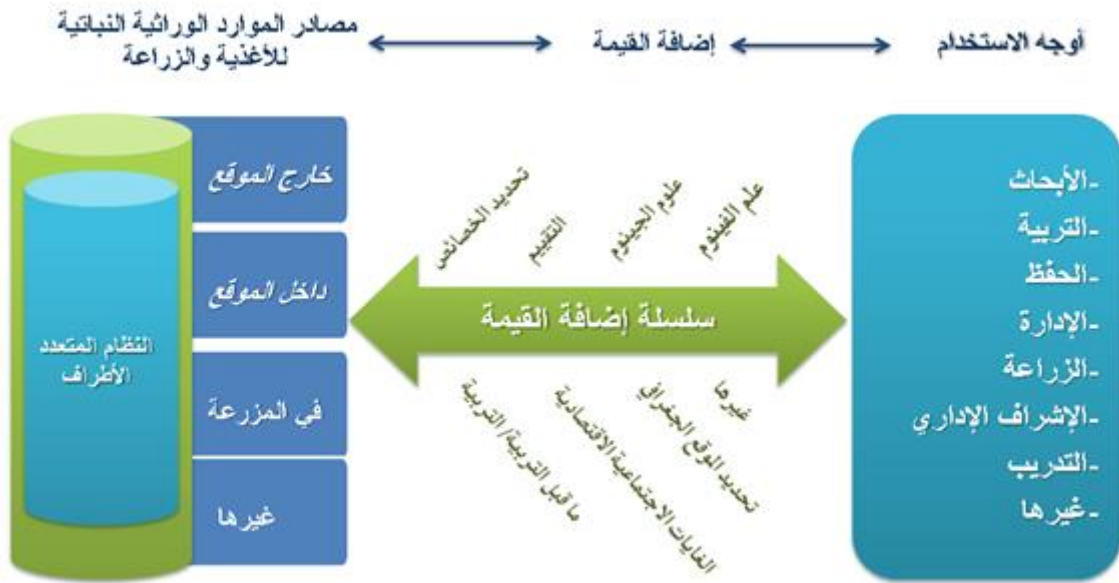 مصادر الموارد الوراثية النباتية
للأغذية والزراعة
إضافة القيمة
أوجه الاستخدام
خارج الموقع
داخل الموقع
في المزرعة
غيرها
النظام المتعدد
الأطراف
تحديد الخصائص
التقييم
علوم الجينوم
علم الفينوم
سلسلة إضافة القيمة
ما قبل التربية/ التربية
الغايات الاجتماعية الاقتصادية
تحديد الموقع الجغرافي
غيرها
-الأبحاث
-التربية
-الحفظ
-الإدارة
-الزراعة
-الإشراف الإداري
-التدريب
-غيرها